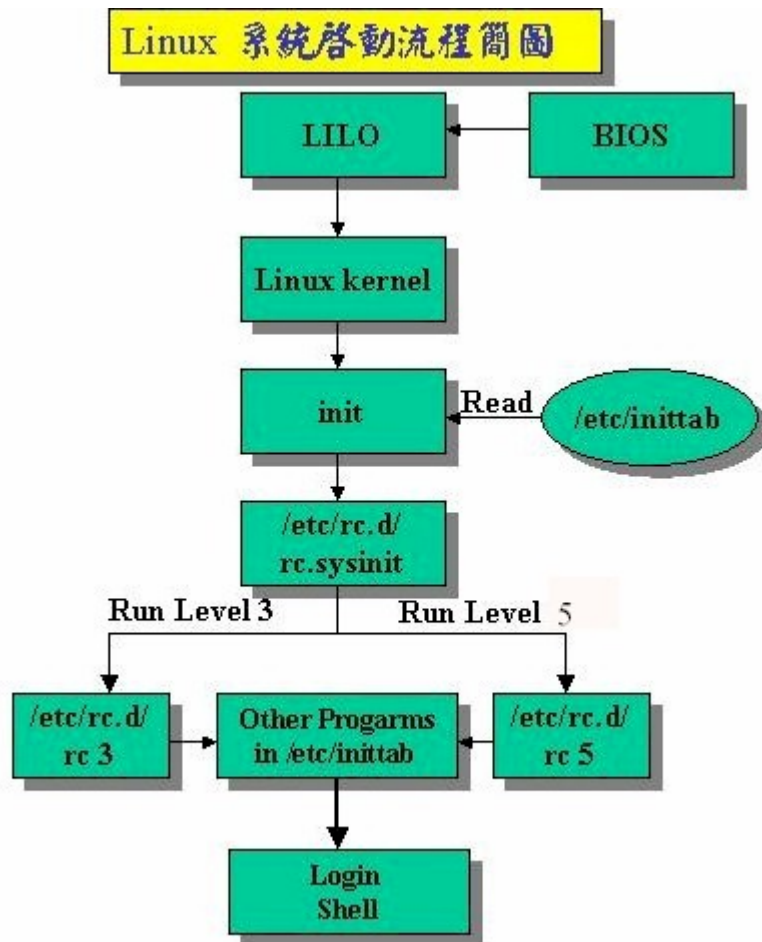 Linux 系統啓動流程簡圖
LILO
BIOS
Linux kernel
init
Read
/etc/inittab
/etc/rc.d/
rc.sysinit
Run Level 3
Run Level 5
/etc/rc.d/
rc 3
Other Progarms
in /etc/inittab
/etc/rc.d/
rc 5
Login
Shell